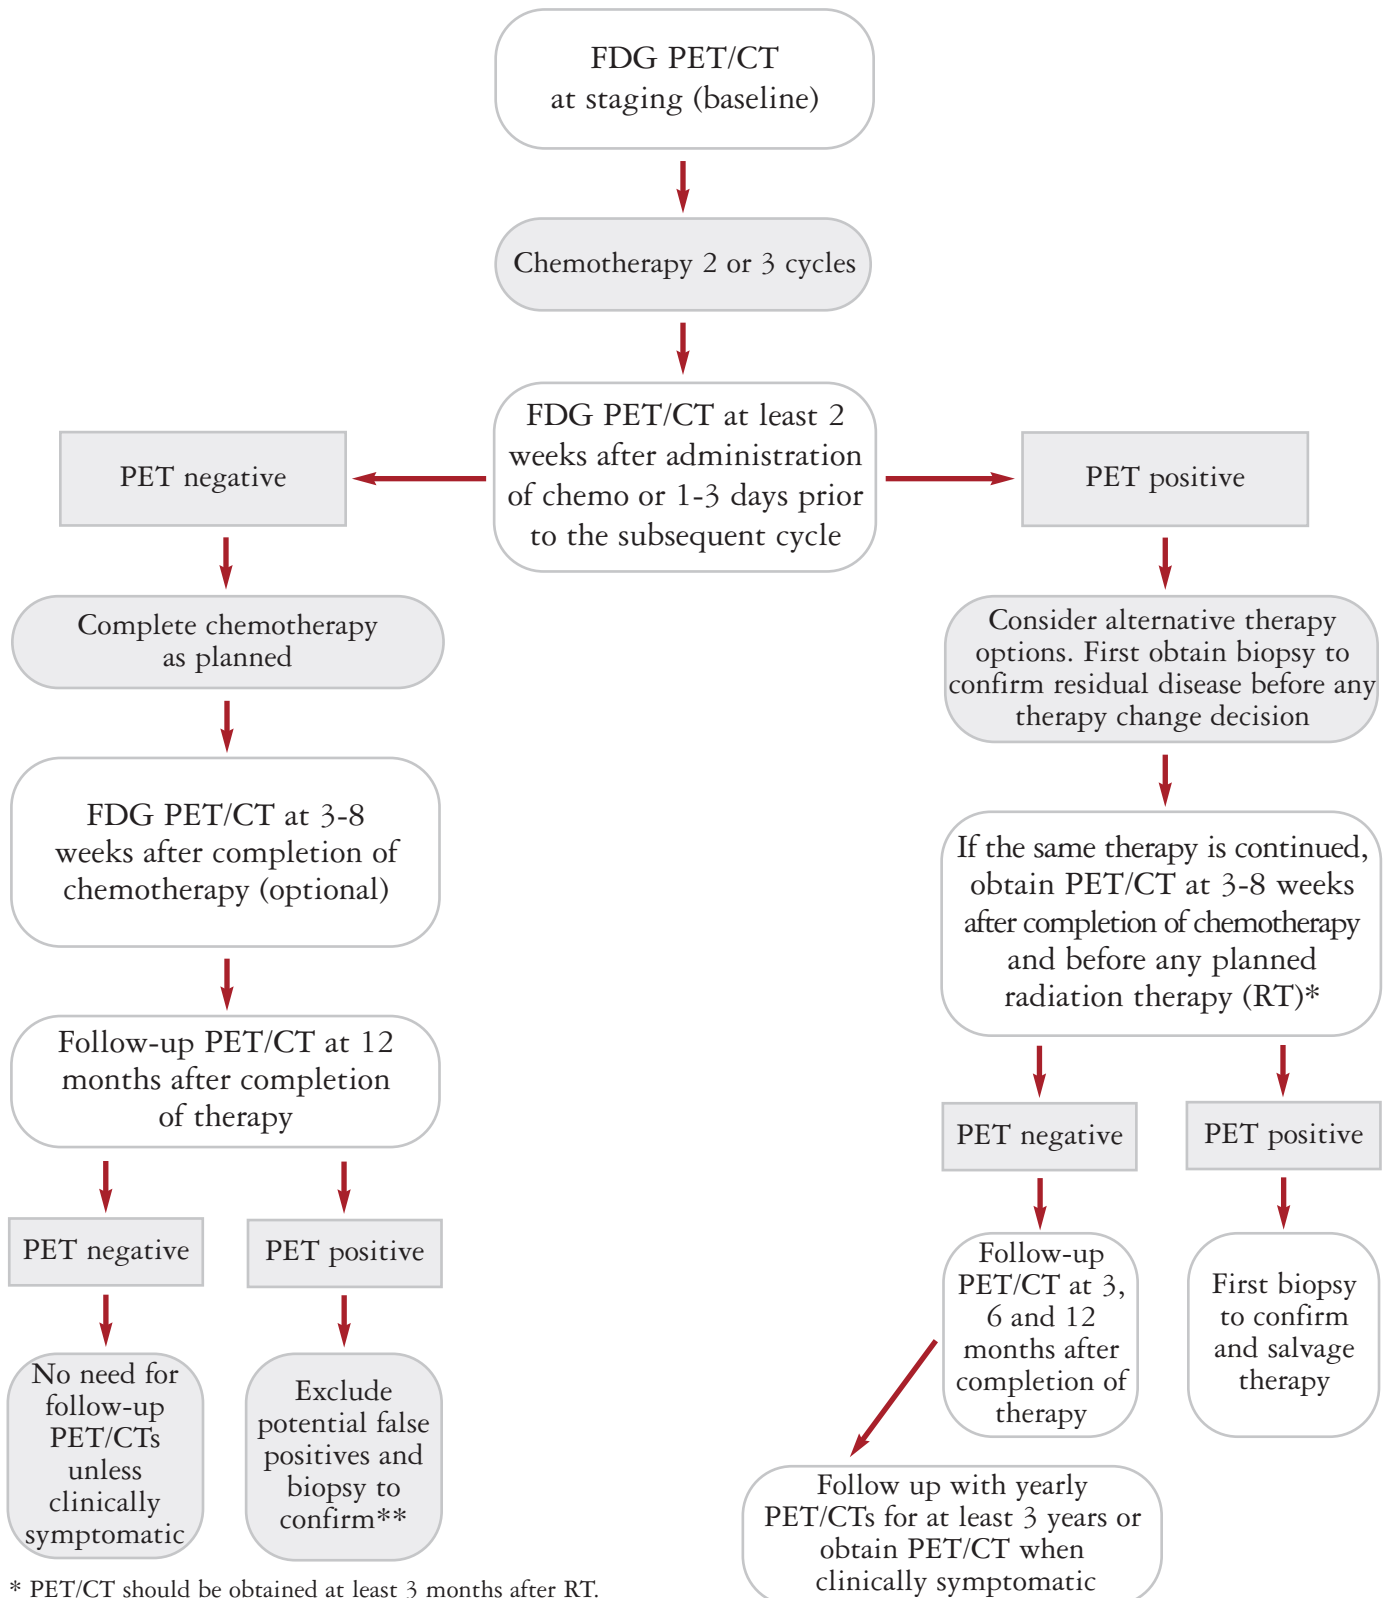 FDG PET/CT
at staging (baseline)
Chemotherapy 2 or 3 cycles
FDG PET/CT at least 2
weeks after administration
of chemo or 1-3 days prior
to the subsequent cycle
PET negative
PET positive
Complete chemotherapy
as planned
Consider alternative therapy
options. First obtain biopsy to
confirm residual disease before any
therapy change decision
FDG PET/CT at 3-8
weeks after completion of
chemotherapy (optional)
If the same therapy is continued,
obtain PET/CT at 3-8 weeks
after completion of chemotherapy
and before any planned
radiation therapy (RT)*
Follow-up PET/CT at 12
months after completion
of therapy
PET negative
PET positive
PET negative
PET positive
No need for
follow-up
PET/CTs
unless
clinically
symptomatic
Exclude
potential false
positives and
biopsy to
confirm**
Follow-up
PET/CT at 3,
6 and 12
months after
completion of
therapy
First biopsy
to confirm
and salvage
therapy
Follow up with yearly
PET/CTs for at least 3 years or
obtain PET/CT when
clinically symptomatic
* PET/CT should be obtained at least 3 months after RT.